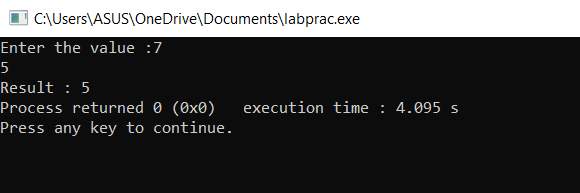 C:\Users\ASUS\OneDrive\Documents\labprac.exe
Enter the value :7
5
Result : 5
Process returned 0 (0x0)   execution time : 4.095 s
Press any key to continue.